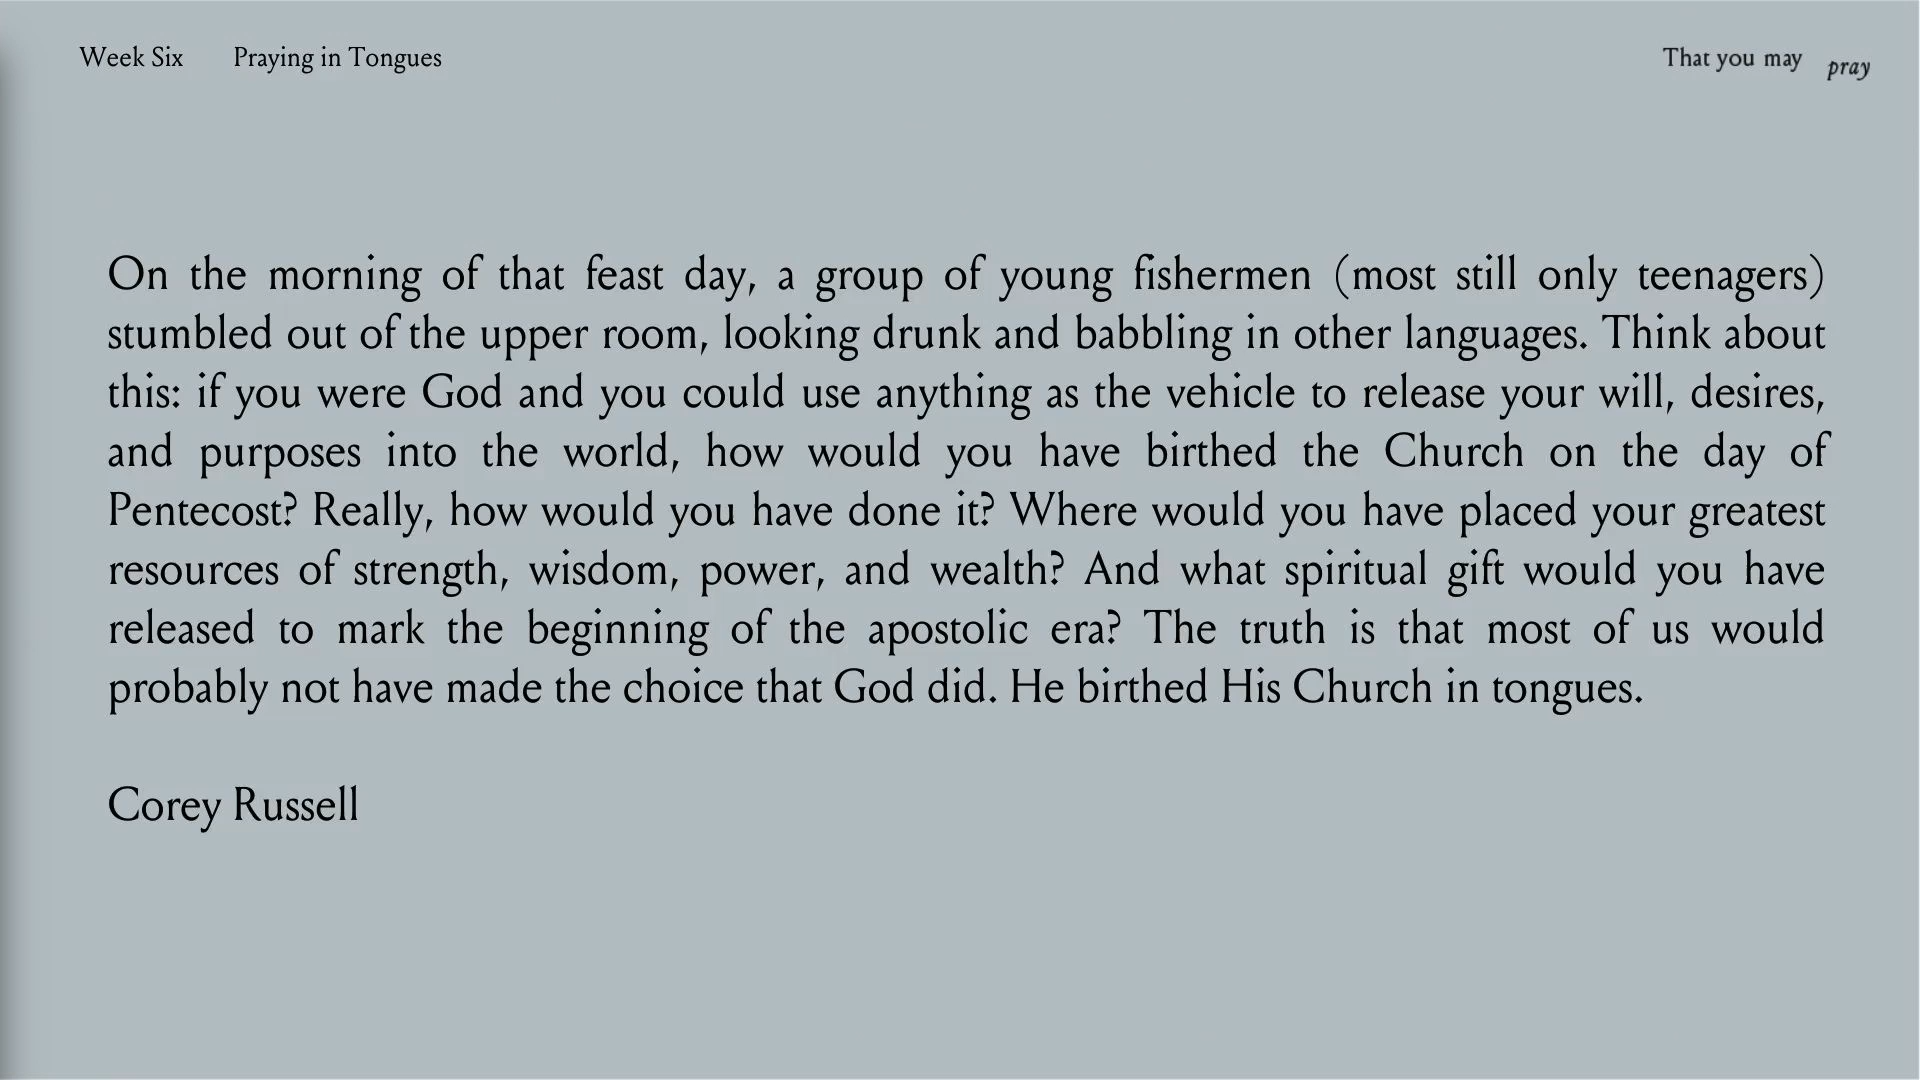 Week Six Praying in Tongues That you may pray
On the morning of that feast day, a group of young fishermen (most still only teenagers)
stumbled out of the upper room, looking drunk and babbling in other languages. Think about
this: if you were God and you could use anything as the vehicle to release your will, desires,
and purposes into the world, how would you have birthed the Church on the day of
Pentecost? Really, how would you have done it? Where would you have placed your greatest
resources of strength, wisdom, power, and wealth? And what spiritual gift would you have
released to mark the beginning of the apostolic era? The truth is that most of us would
probably not have made the choice that God did. He birthed His Church in tongues.
Corey Russell